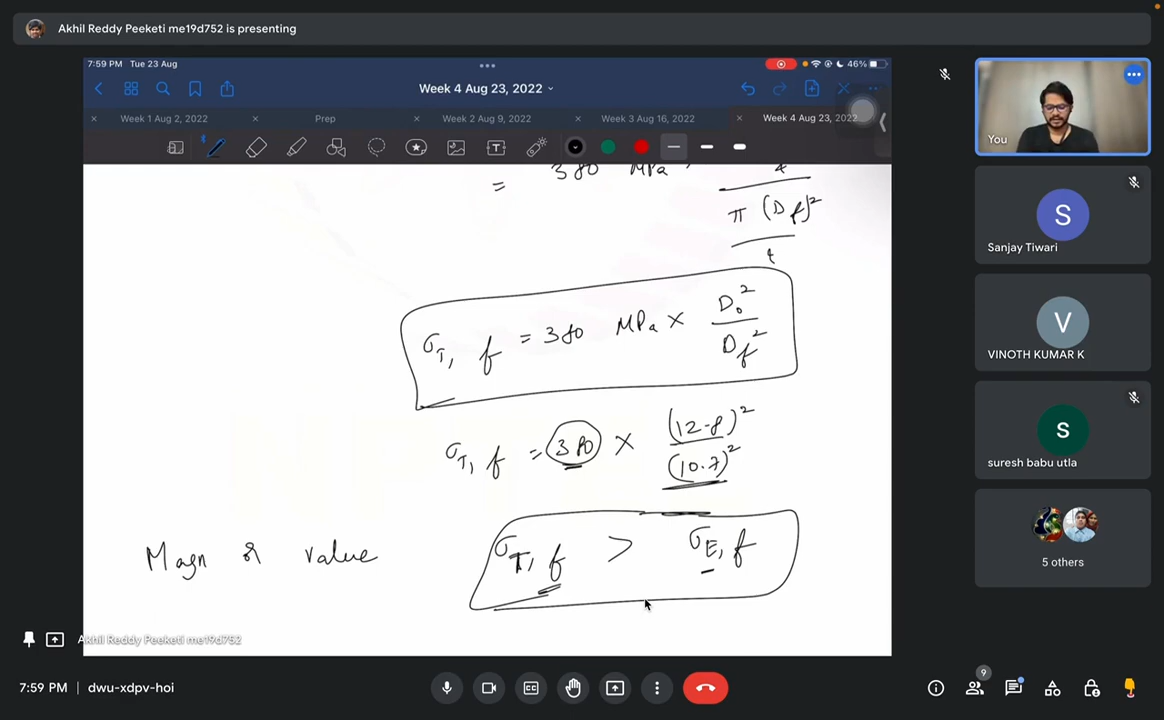 Akhil Reddy Peeketi me19d752 is presenting
7:59 PM Tue 23 Aug
46%
Week 4 Aug 23, 2022
Week 1 Aug 2, 2022
Prep
Week 2 Aug 9, 2022
Week 3 Aug 16, 2022
Week 4 Aug 23, 2022
= 380 MPa · 4
π (Df)²
4
σT, f = 380 MPa × D₀²
Df²
σT, f = 380 × (12.8)²
(10.7)²
Magn & value σT, f > σE, f
You
S
Sanjay Tiwari
V
VINOTH KUMAR K
s
suresh babu utla
5 others
Akhil Reddy Peeketi me19d752
7:59 PM | dwu-xdpv-hoi
9